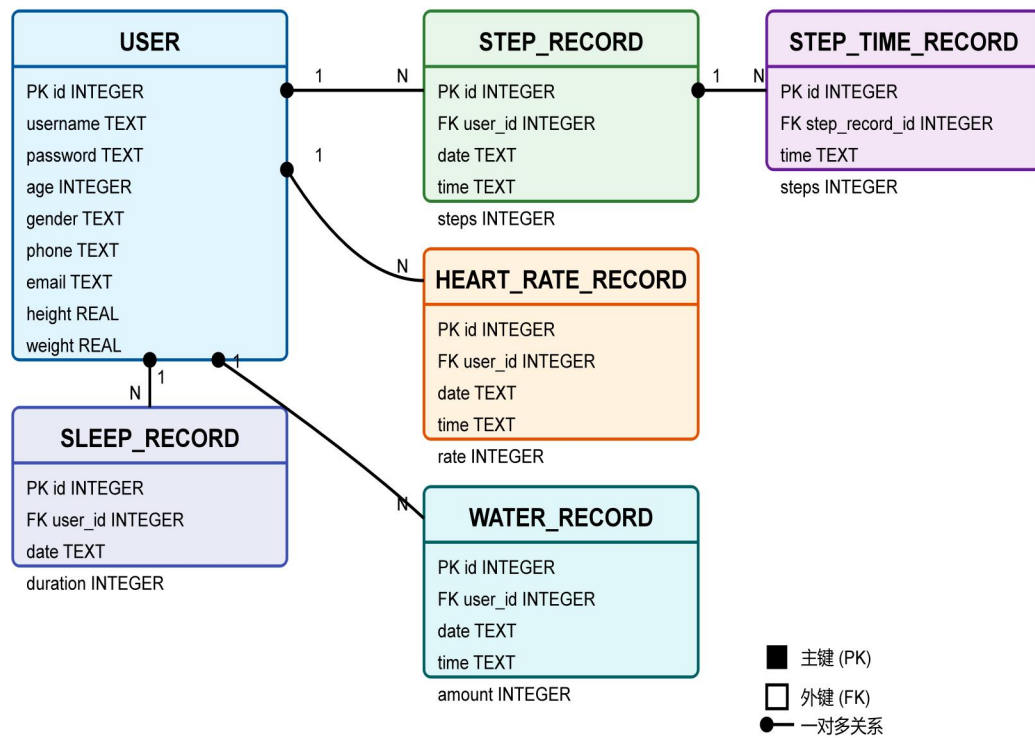 USER
PK id INTEGER
username TEXT
password TEXT
age INTEGER
gender TEXT
phone TEXT
email TEXT
height REAL
weight REAL
1
N
STEP_RECORD
PK id INTEGER
FK user_id INTEGER
date TEXT
time TEXT
steps INTEGER
1
N
STEP_TIME_RECORD
PK id INTEGER
FK step_record_id INTEGER
time TEXT
steps INTEGER
1
N
HEART_RATE_RECORD
PK id INTEGER
FK user_id INTEGER
date TEXT
time TEXT
rate INTEGER
1
N
SLEEP_RECORD
PK id INTEGER
FK user_id INTEGER
date TEXT
duration INTEGER
1
N
WATER_RECORD
PK id INTEGER
FK user_id INTEGER
date TEXT
time TEXT
amount INTEGER
主键 (PK)
外键 (FK)
一对多关系